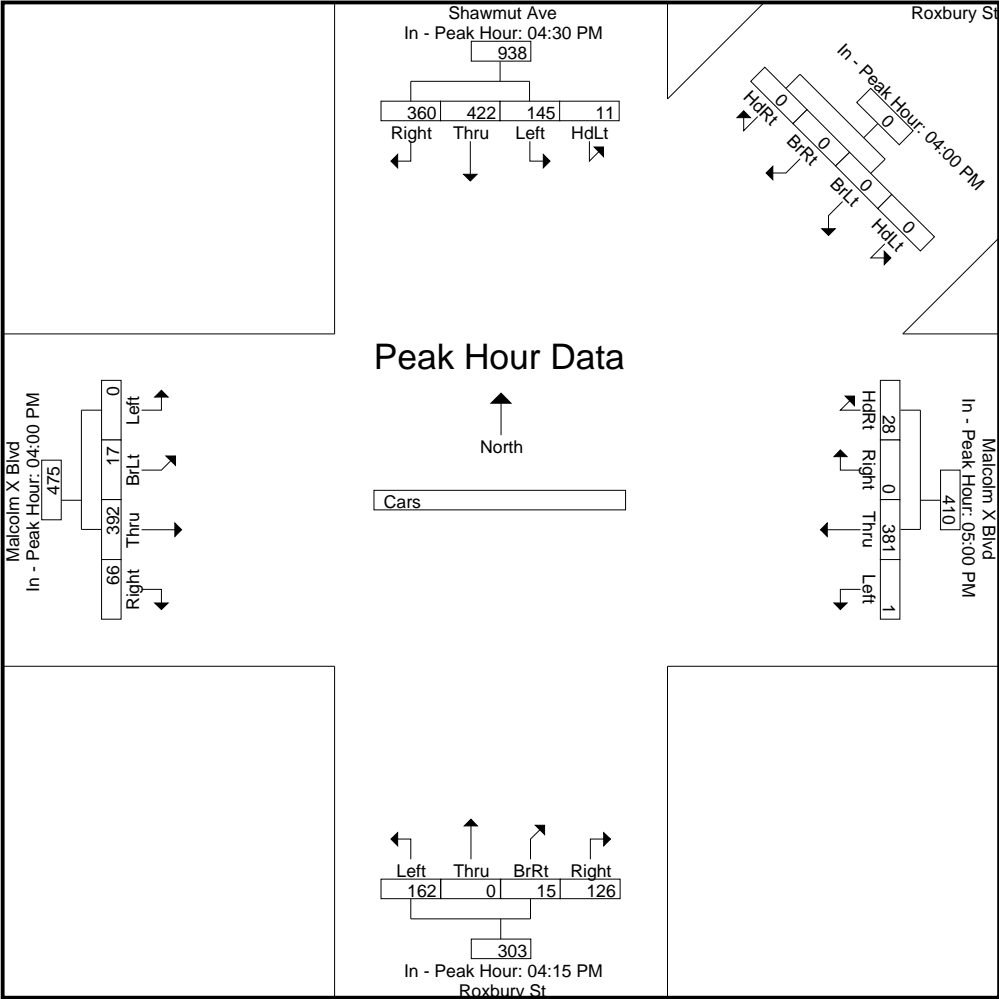 Shawmut Ave
In - Peak Hour: 04:30 PM
938
360 422 145 11
Right Thru Left HdLt
Roxbury St
In - Peak Hour: 04:00 PM
0
0 0 0 0
HdRt BrRt BrLt HdLt
Peak Hour Data
North
Cars
Malcolm X Blvd
In - Peak Hour: 04:00 PM
475
0 17 392 66
Left BrLt Thru Right
Malcolm X Blvd
In - Peak Hour: 05:00 PM
410
28 0 381 1
HdRt Right Thru Left
Left Thru BrRt Right
162 0 15 126
303
In - Peak Hour: 04:15 PM
Roxbury St